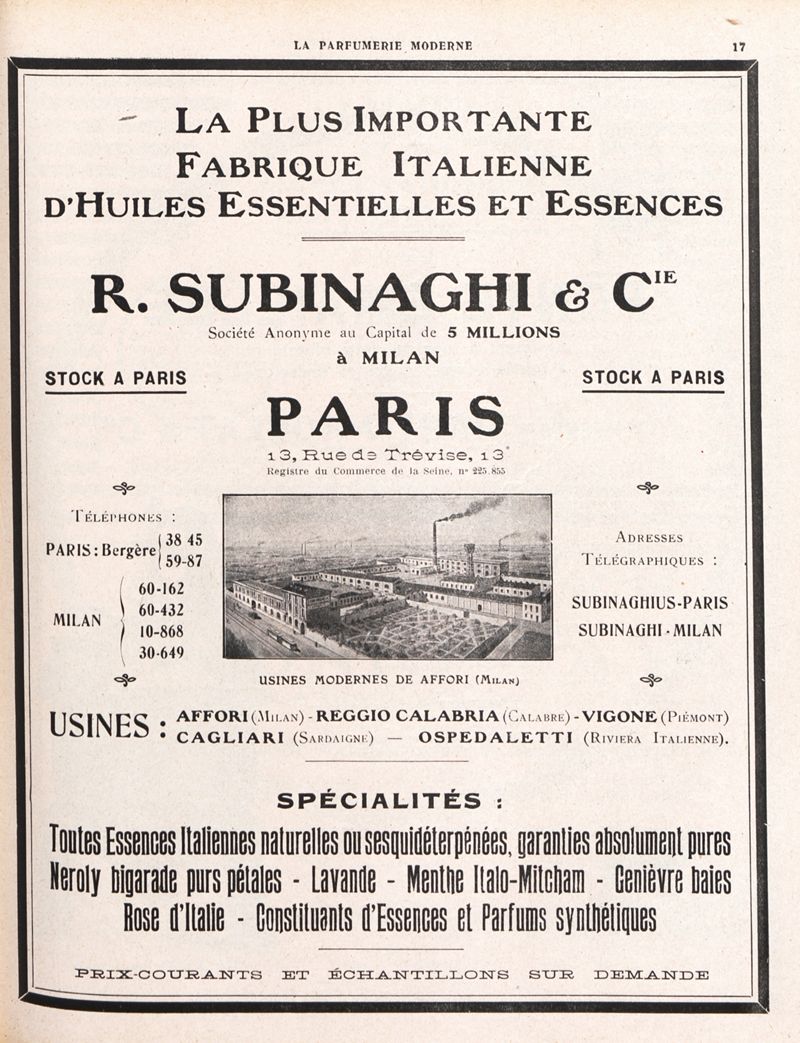 LA PARFUMERIE MODERNE 17
LA PLUS IMPORTANTE
FABRIQUE ITALIENNE
D'HUILES ESSENTIELLES ET ESSENCES
R. SUBINAGHI & CIE
Société Anonyme au Capital de 5 MILLIONS
à MILAN
STOCK A PARIS
STOCK A PARIS
PARIS
13, Rue de Trévise, 13
Registre du Commerce de la Seine, n° 225.855
TÉLÉPHONES :
PARIS : Bergère 38 45
59-87
MILAN
60-162
60-432
10-868
30-649
ADRESSES
TÉLÉGRAPHIQUES :
SUBINAGHIUS-PARIS
SUBINAGHI-MILAN
USINES MODERNES DE AFFORI (MILAN)
USINES :
AFFORI (MILAN) - REGGIO CALABRIA (CALABRE) - VIGONE (PIÉMONT)
CAGLIARI (SARDAIGNE) — OSPEDALETTI (RIVIERA ITALIENNE).
SPÉCIALITÉS :
Toutes Essences Italiennes naturelles ou sesquidéterpénées, garanties absolument pures
Neroly bigarade purs pétales - Lavande - Menthe Italo-Mitcham - Genièvre baies
Rose d'Italie - Constituants d'Essences et Parfums synthétiques
PRIX-COURANTS ET ÉCHANTILLONS SUR DEMANDE